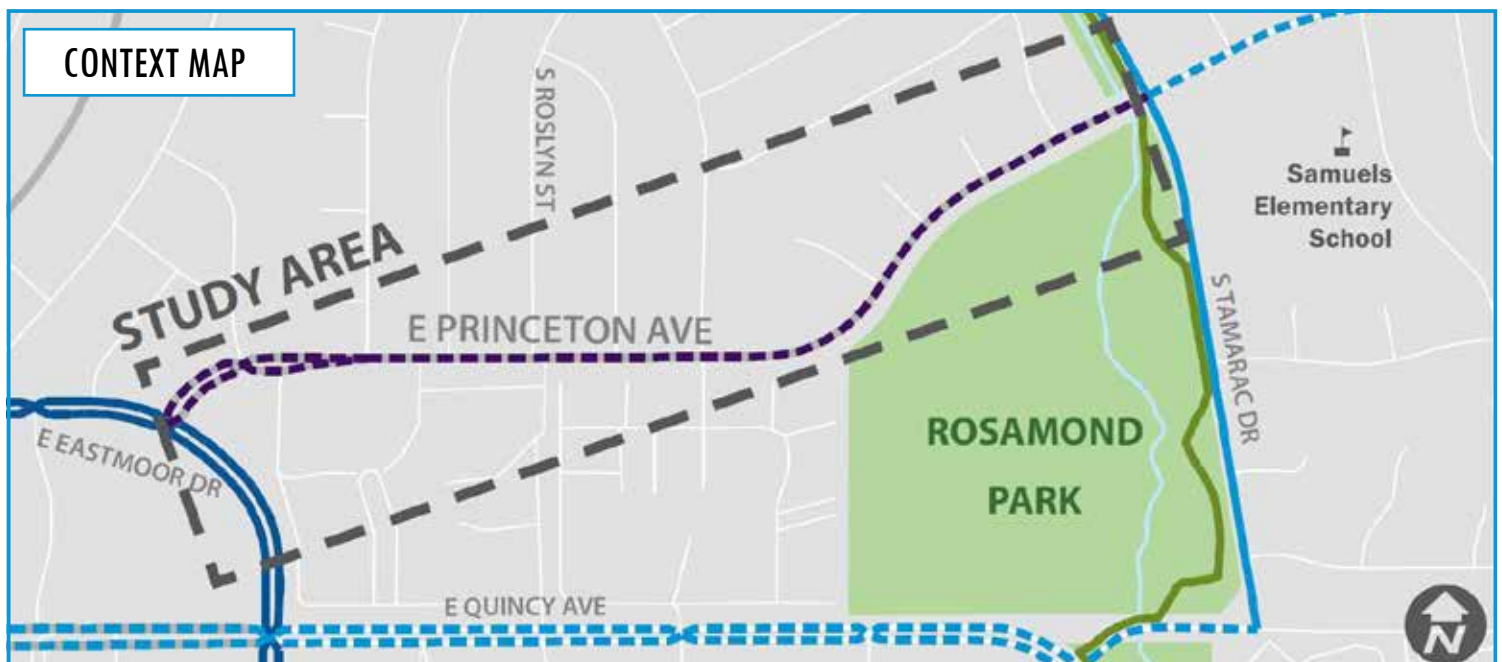 CONTEXT MAP
S ROSLYN ST
Samuels
Elementary
School
STUDY AREA
E PRINCETON AVE
S TAMARAC DR
E EASTMOOR DR
ROSAMOND
PARK
E QUINCY AVE
N